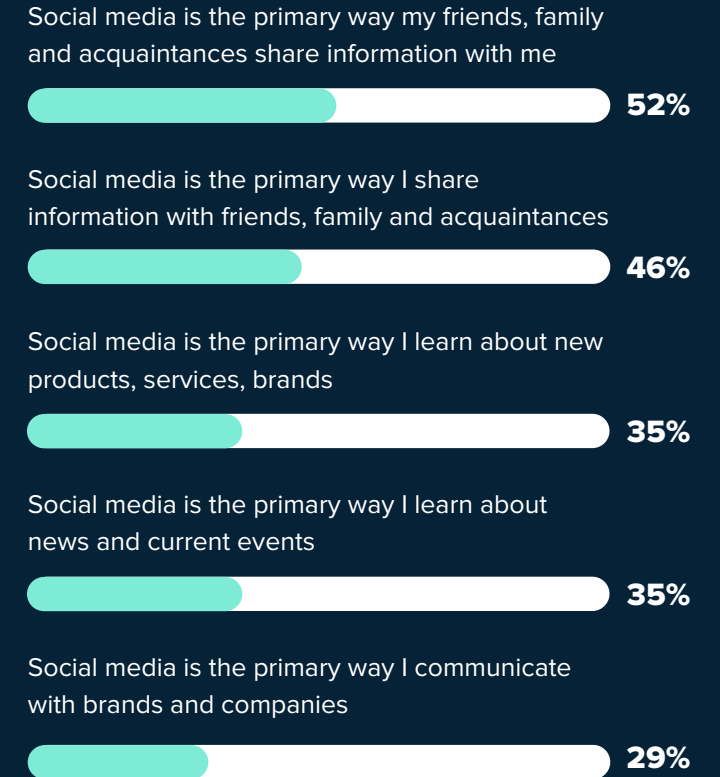 Social media is the primary way my friends, family
and acquaintances share information with me
52%
Social media is the primary way I share
information with friends, family and acquaintances
46%
Social media is the primary way I learn about new
products, services, brands
35%
Social media is the primary way I learn about
news and current events
35%
Social media is the primary way I communicate
with brands and companies
29%